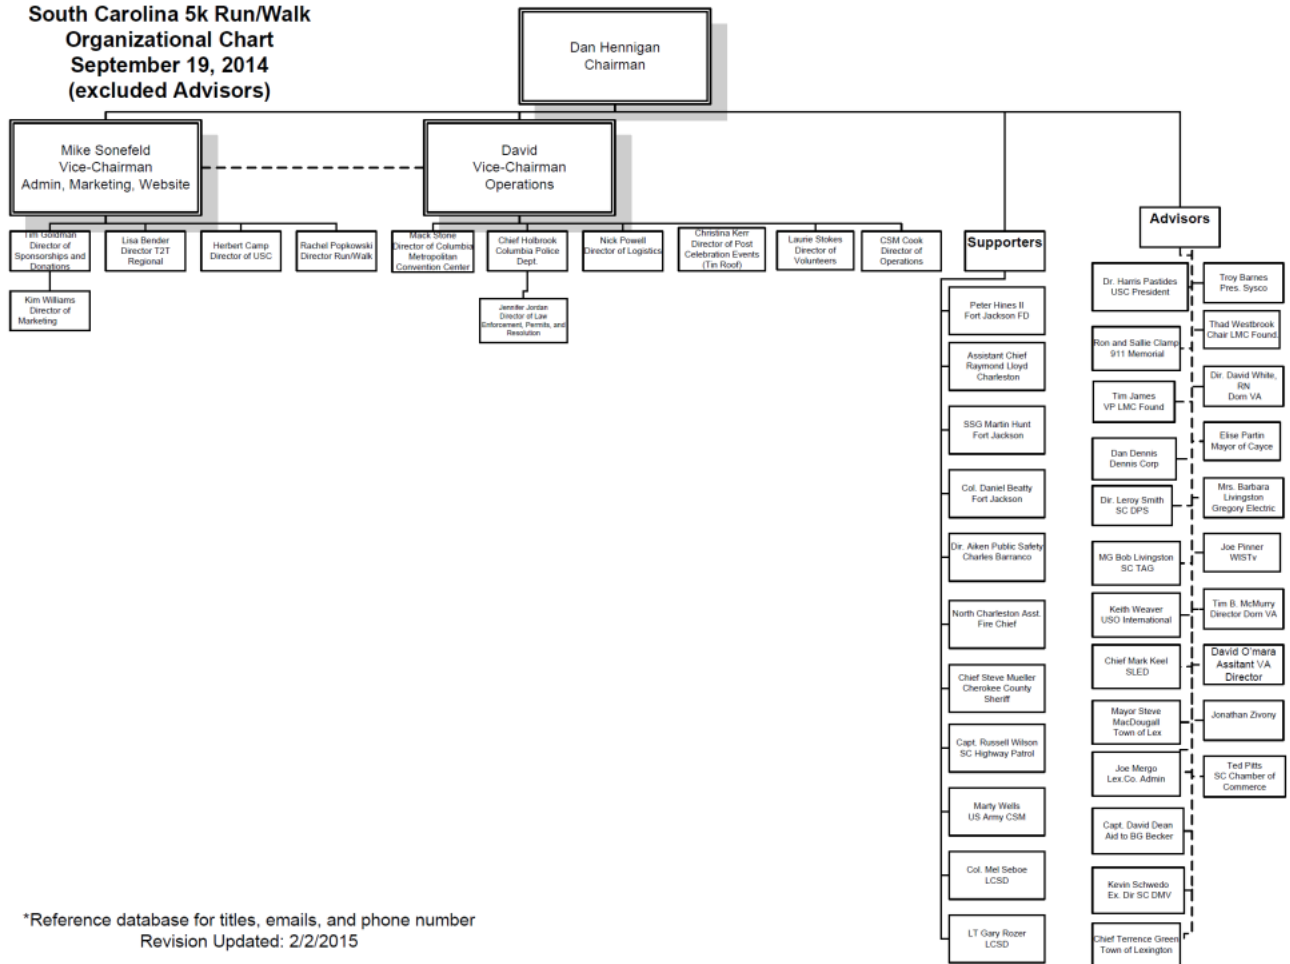 South Carolina 5k Run/Walk
Organizational Chart
September 19, 2014
(excluded Advisors)
Dan Hennigan
Chairman
Mike Sonefeld
Vice-Chairman
Admin, Marketing, Website
David
Vice-Chairman
Operations
Tim Goldman
Director of
Sponsorships and
Donations
Lisa Bender
Director T2T
Regional
Herbert Camp
Director of USC
Rachel Popkowski
Director Run/Walk
Mack Stone
Director of Columbia
Metropolitan
Convention Center
Chief Holbrook
Columbia Police
Dept.
Nick Powell
Director of Logistics
Christina Kerr
Director of Post
Celebration Events
(Tin Roof)
Laurie Stokes
Director of
Volunteers
CSM Cook
Director of
Operations
Kim Williams
Director of
Marketing
Jennifer Jordan
Director of Law
Enforcement, Permits, and
Resolution
Supporters
Peter Hines II
Fort Jackson FD
Assistant Chief
Raymond Lloyd
Charleston
SSG Martin Hunt
Fort Jackson
Col. Daniel Beatty
Fort Jackson
Dir. Aiken Public Safety
Charles Barranco
North Charleston Asst.
Fire Chief
Chief Steve Mueller
Cherokee County
Sheriff
Capt. Russell Wilson
SC Highway Patrol
Marty Wells
US Army CSM
Col. Mel Seboe
LCSD
LT Gary Rozer
LCSD
Advisors
Dr. Harris Pastides
USC President
Ron and Sallie Clamp
911 Memorial
Tim James
VP LMC Found
Dan Dennis
Dennis Corp
Dir. Leroy Smith
SC DPS
MG Bob Livingston
SC TAG
Keith Weaver
USO International
Chief Mark Keel
SLED
Mayor Steve
MacDougall
Town of Lex
Joe Mergo
Lex.Co. Admin
Capt. David Dean
Aid to BG Becker
Kevin Schwedo
Ex. Dir SC DMV
Chief Terrence Green
Town of Lexington
Troy Barnes
Pres. Sysco
Thad Westbrook
Chair LMC Found.
Dir. David White,
RN
Dorn VA
Elise Partin
Mayor of Cayce
Mrs. Barbara
Livingston
Gregory Electric
Joe Pinner
WISTv
Tim B. McMurry
Director Dorn VA
David O'mara
Assitant VA
Director
Jonathan Zivony
Ted Pitts
SC Chamber of
Commerce
*Reference database for titles, emails, and phone number
Revision Updated: 2/2/2015